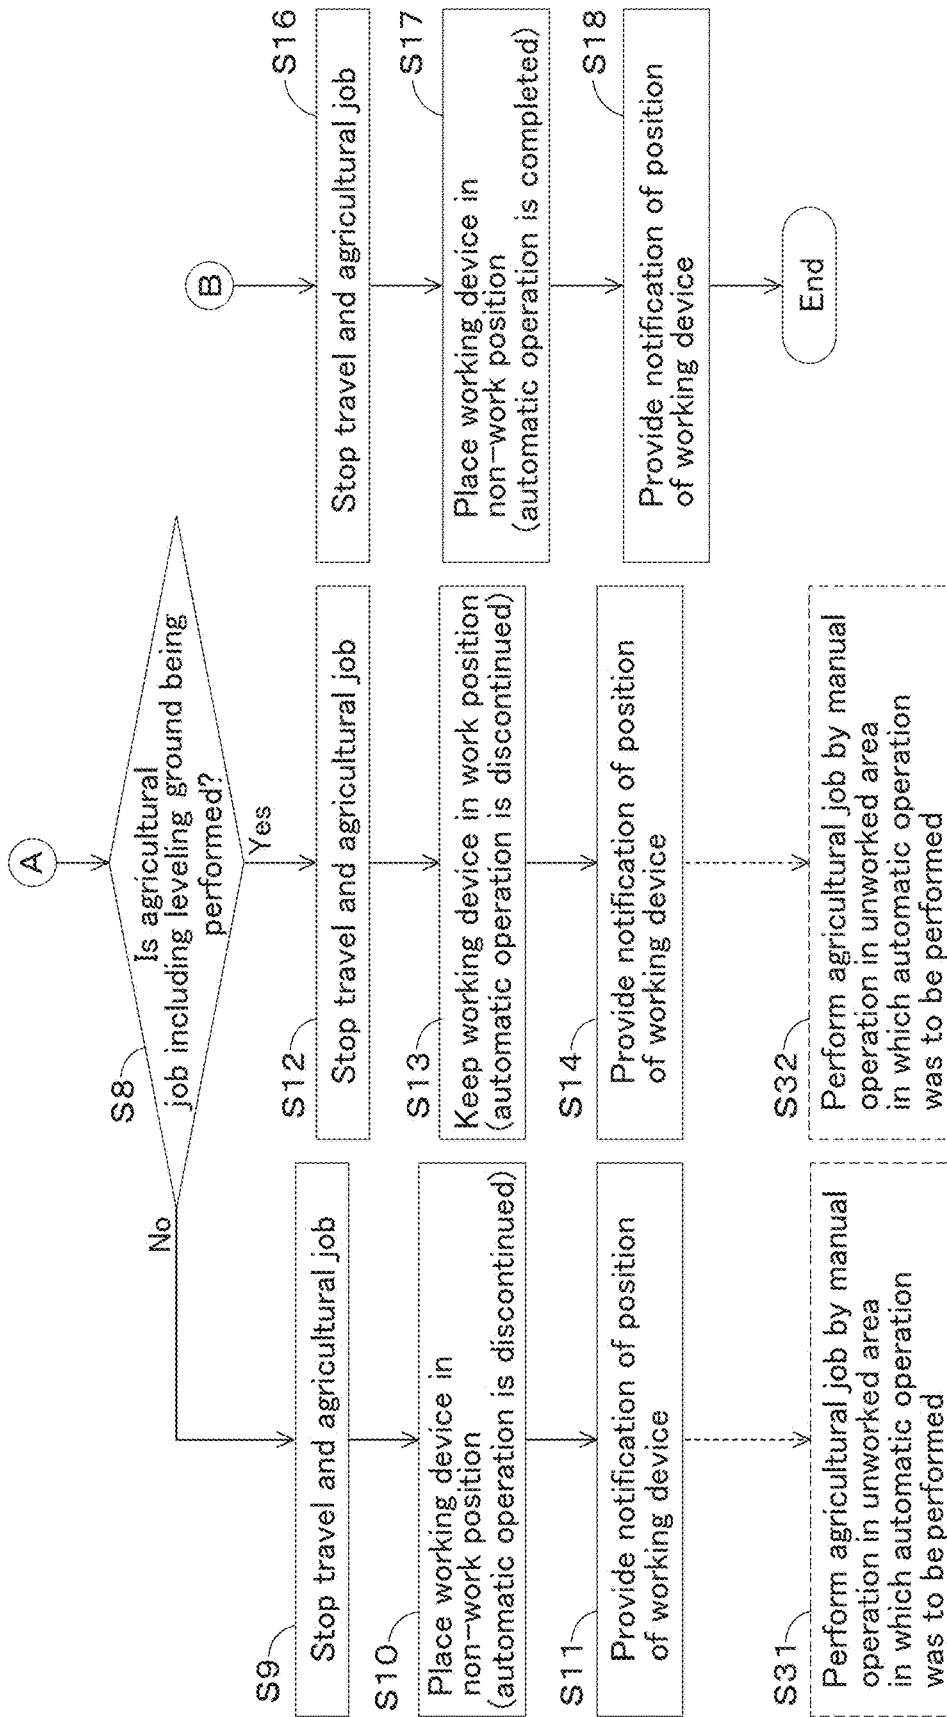 A
S8
Is agricultural
job including leveling ground being
performed?
No
Yes
S9
Stop travel and agricultural job
S10
Place working device in
non-work position
(automatic operation is discontinued)
S11
Provide notification of position
of working device
S31
Perform agricultural job by manual
operation in unworked area
in which automatic operation
was to be performed
S12
Stop travel and agricultural job
S13
Keep working device in work position
(automatic operation is discontinued)
S14
Provide notification of position
of working device
S32
Perform agricultural job by manual
operation in unworked area
in which automatic operation
was to be performed
B
S16
Stop travel and agricultural job
S17
Place working device in
non-work position
(automatic operation is completed)
S18
Provide notification of position
of working device
End